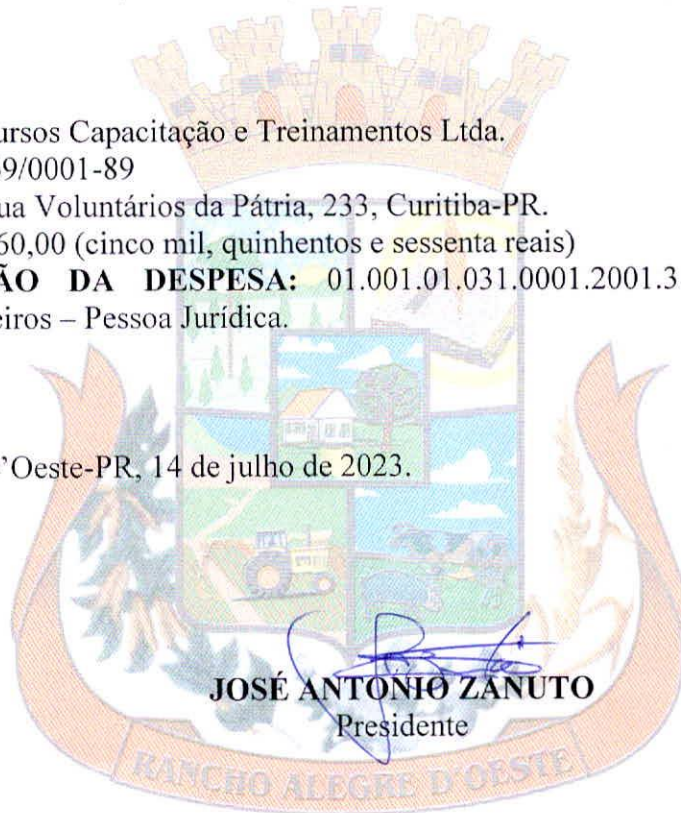 ursos Capacitação e Treinamentos Ltda.
9/0001-89
ua Voluntários da Pátria, 233, Curitiba-PR.
60,00 (cinco mil, quinhentos e sessenta reais)
ÃO DA DESPESA: 01.001.01.031.0001.2001.3
eiros – Pessoa Jurídica.
'Oeste-PR, 14 de julho de 2023.
JOSÉ ANTONIO ZANUTO
Presidente
RANCHO ALEGRE D'OESTE